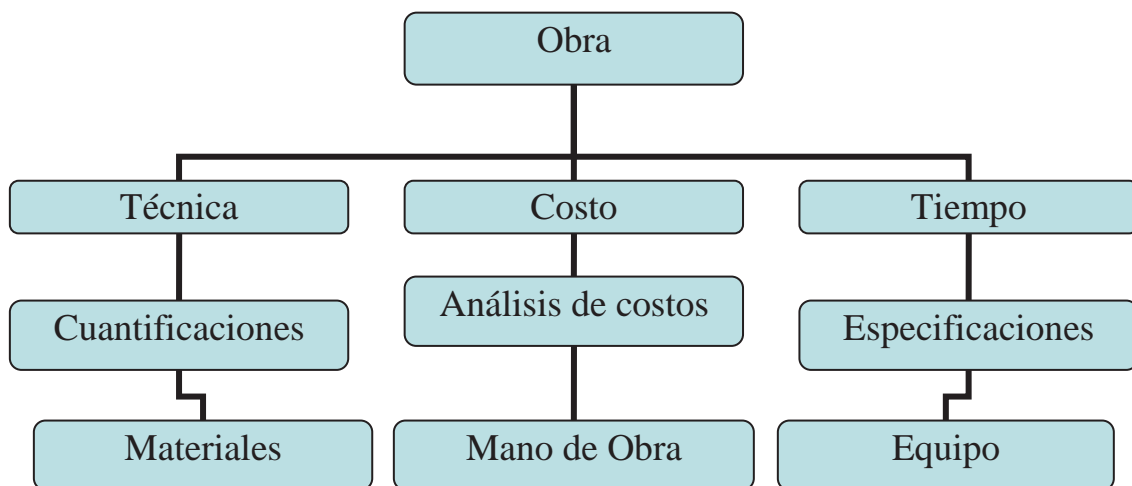 Obra
Técnica
Costo
Tiempo
Cuantificaciones
Análisis de costos
Especificaciones
Materiales
Mano de Obra
Equipo